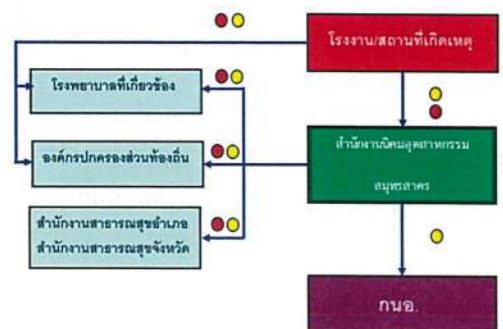 โรงงาน/สถานที่เกิดเหตุ
โรงพยาบาลที่เกี่ยวข้อง
องค์กรปกครองส่วนท้องถิ่น
สำนักงานนิคมอุตสาหกรรม
สมุทรสาคร
สำนักงานสาธารณสุขอำเภอ
สำนักงานสาธารณสุขจังหวัด
กนอ.